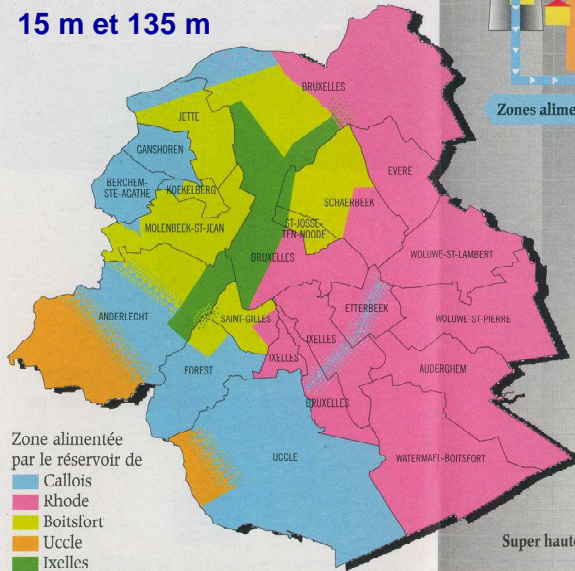 15 m et 135 m
Zones alime
BRUXELLES
JETTE
GANSHOREN
BERCHEM-
STE-AGATHE
KOEKELBERG
EVERE
SCHAERBEEK
MOLENBEEK-ST-JEAN
ST-JOSSE-
TEN-NOODE
BRUXELLES
WOLUWE-ST-LAMBERT
ANDERLECHT
SAINT-GILLES
ETTERBEEK
WOLUWE-ST-PIERRE
IXELLES
IXELLES
FOREST
AUDERGHEM
BRUXELLES
UCCLE
WATERMAEL-BOITSFORT
Zone alimentée
par le réservoir de
Callois
Rhode
Boitsfort
Uccle
Ixelles
Super haute